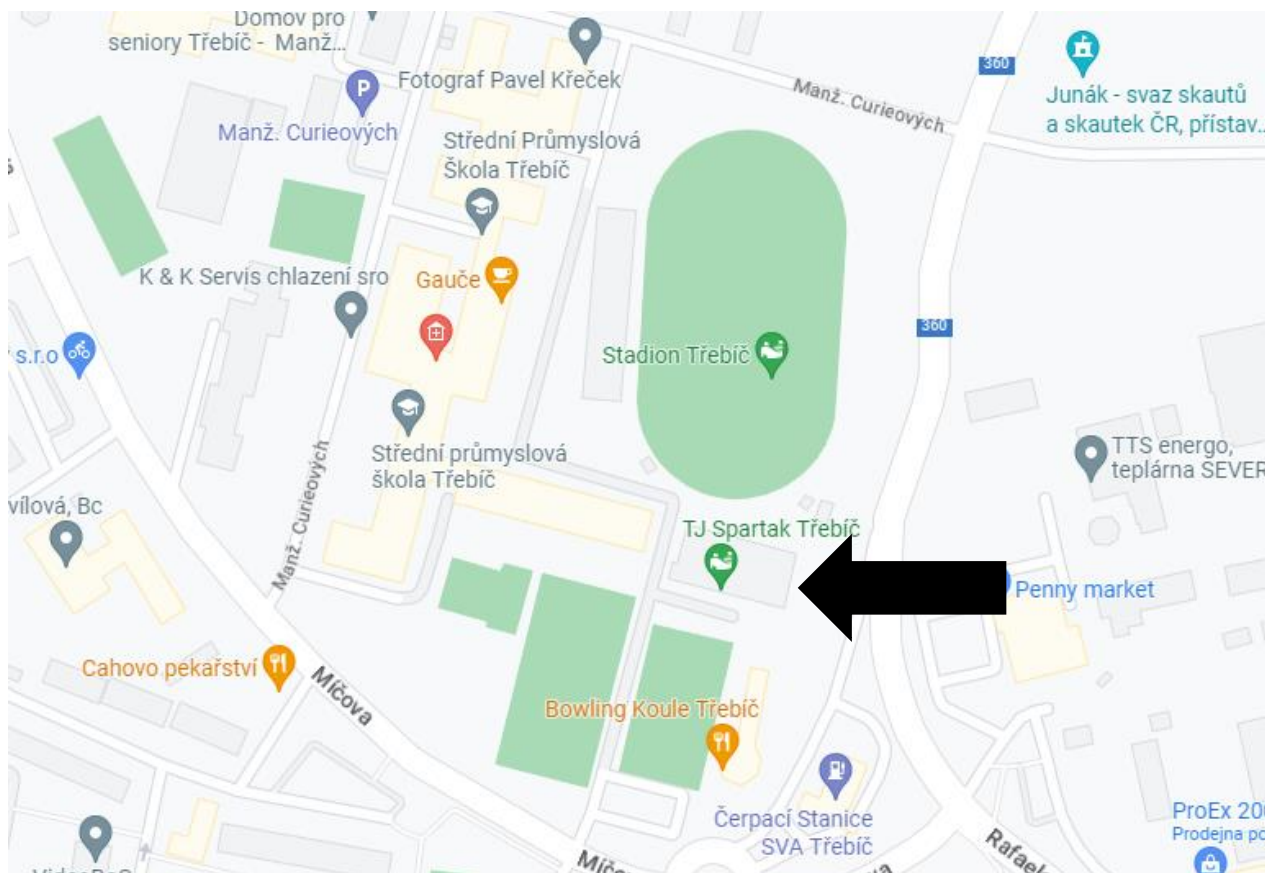 Domov pro
seniory Třebíč - Manž...
Fotograf Pavel Křeček
360
Manž. Curieových
Junák - svaz skautů
a skautek ČR, přístav...
P
Manž. Curieových
Střední Průmyslová
Škola Třebíč
K & K Servis chlazení sro
Gauče
360
s.r.o
Stadion Třebíč
Střední průmyslová
škola Třebíč
TTS energo,
teplárna SEVER
Manž. Curieových
vílová, Bc
TJ Spartak Třebíč
Penny market
Cahovo pekařství
Míčova
Bowling Koule Třebíč
Čerpací Stanice
SVA Třebíč
ProEx 20
Prodejna po
Rafael
Míčo